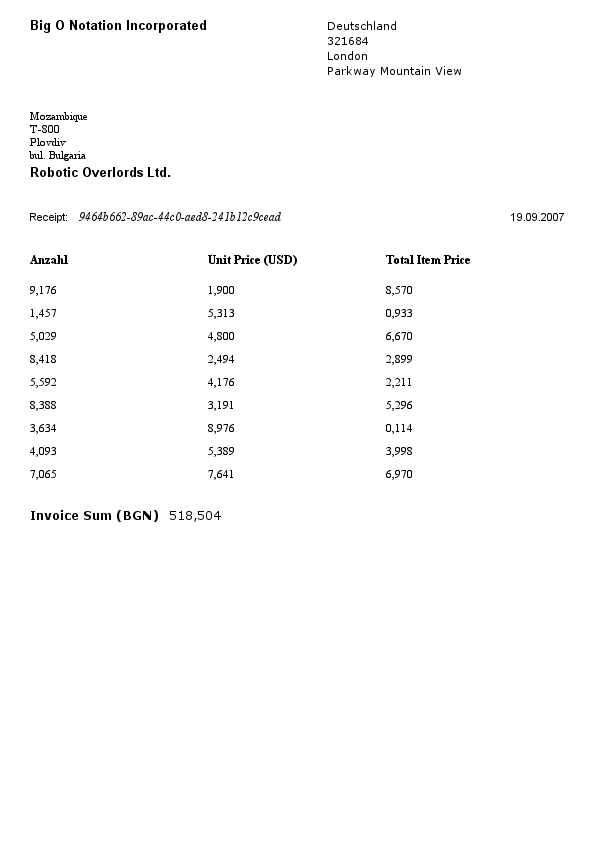 Big O Notation Incorporated
Deutschland
321684
London
Parkway Mountain View
Mozambique
T-800
Plovdiv
bul. Bulgaria
Robotic Overlords Ltd.
Receipt: 9464b662-89ac-44c0-aed8-241b12c9cead 19.09.2007
Anzahl Unit Price (USD) Total Item Price
9,176 1,900 8,570
1,457 5,313 0,933
5,029 4,800 6,670
8,418 2,494 2,899
5,592 4,176 2,211
8,388 3,191 5,296
3,634 8,976 0,114
4,093 5,389 3,998
7,065 7,641 6,970
Invoice Sum (BGN) 518,504